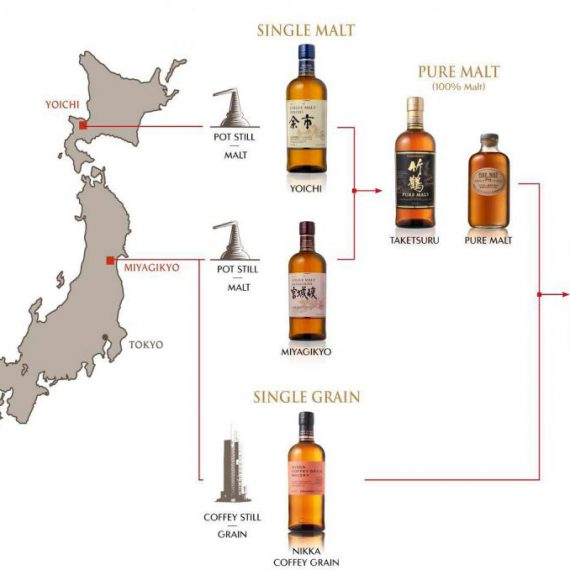 SINGLE MALT
YOICHI
POT STILL
MALT
SINGLE MALT
余市
YOICHI
PURE MALT
(100% Malt)
竹鶴
PURE MALT
TAKETSURU
PURE MALT
MIYAGIKYO
POT STILL
MALT
SINGLE MALT
宮城峡
MIYAGIKYO
TOKYO
SINGLE GRAIN
COFFEY STILL
GRAIN
NIKKA
COFFEY GRAIN
WHISKY
NIKKA
COFFEY GRAIN